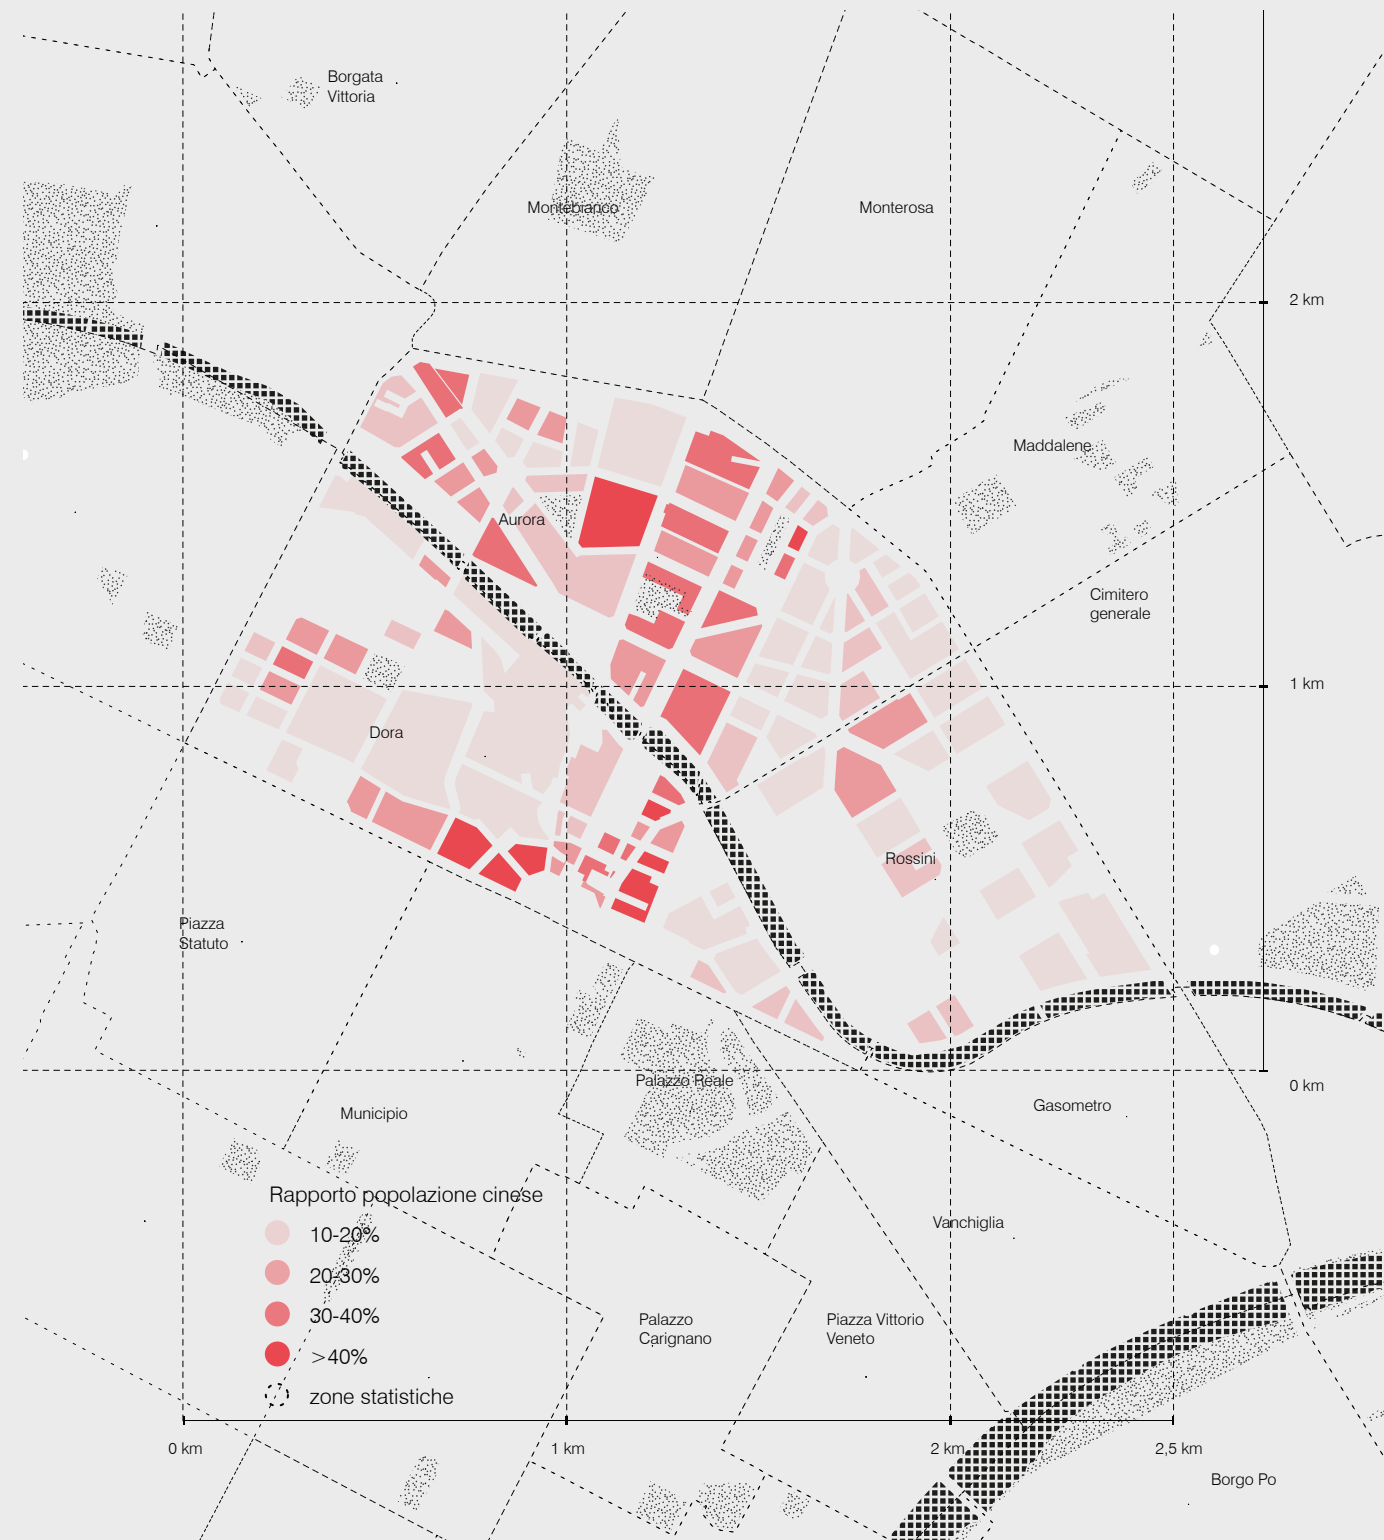 Borgata
Vittoria
Montebianco
Monterosa
2 km
Maddalene
Aurora
Cimitero
generale
1 km
Dora
Rossini
Piazza
Statuto
Palazzo Reale
0 km
Gasometro
Municipio
Rapporto popolazione cinese
10-20%
20-30%
30-40%
>40%
zone statistiche
Vanchiglia
Palazzo
Carignano
Piazza Vittorio
Veneto
0 km
1 km
2 km
2,5 km
Borgo Po